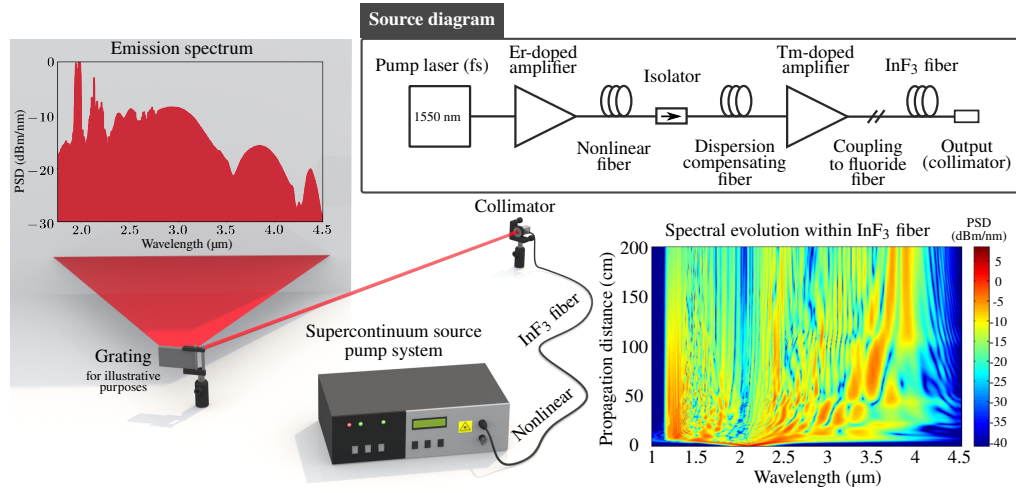 Source diagram
Emission spectrum
PSD (dBm/nm)
0
−10
−20
−30
2.0 2.5 3.0 3.5 4.0 4.5
Wavelength (µm)
Pump laser (fs)
1550 nm
Er-doped
amplifier
Nonlinear
fiber
Isolator
Dispersion
compensating
fiber
Tm-doped
amplifier
Coupling
to fluoride
fiber
InF₃ fiber
Output
(collimator)
Collimator
Grating
for illustrative
purposes
Supercontinuum source
pump system
Nonlinear InF₃ fiber
Spectral evolution within InF₃ fiber
Propagation distance (cm)
200
150
100
50
0
1 1.5 2 2.5 3 3.5 4 4.5
Wavelength (µm)
PSD
(dBm/nm)
5
0
-5
-10
-15
-20
-25
-30
-35
-40